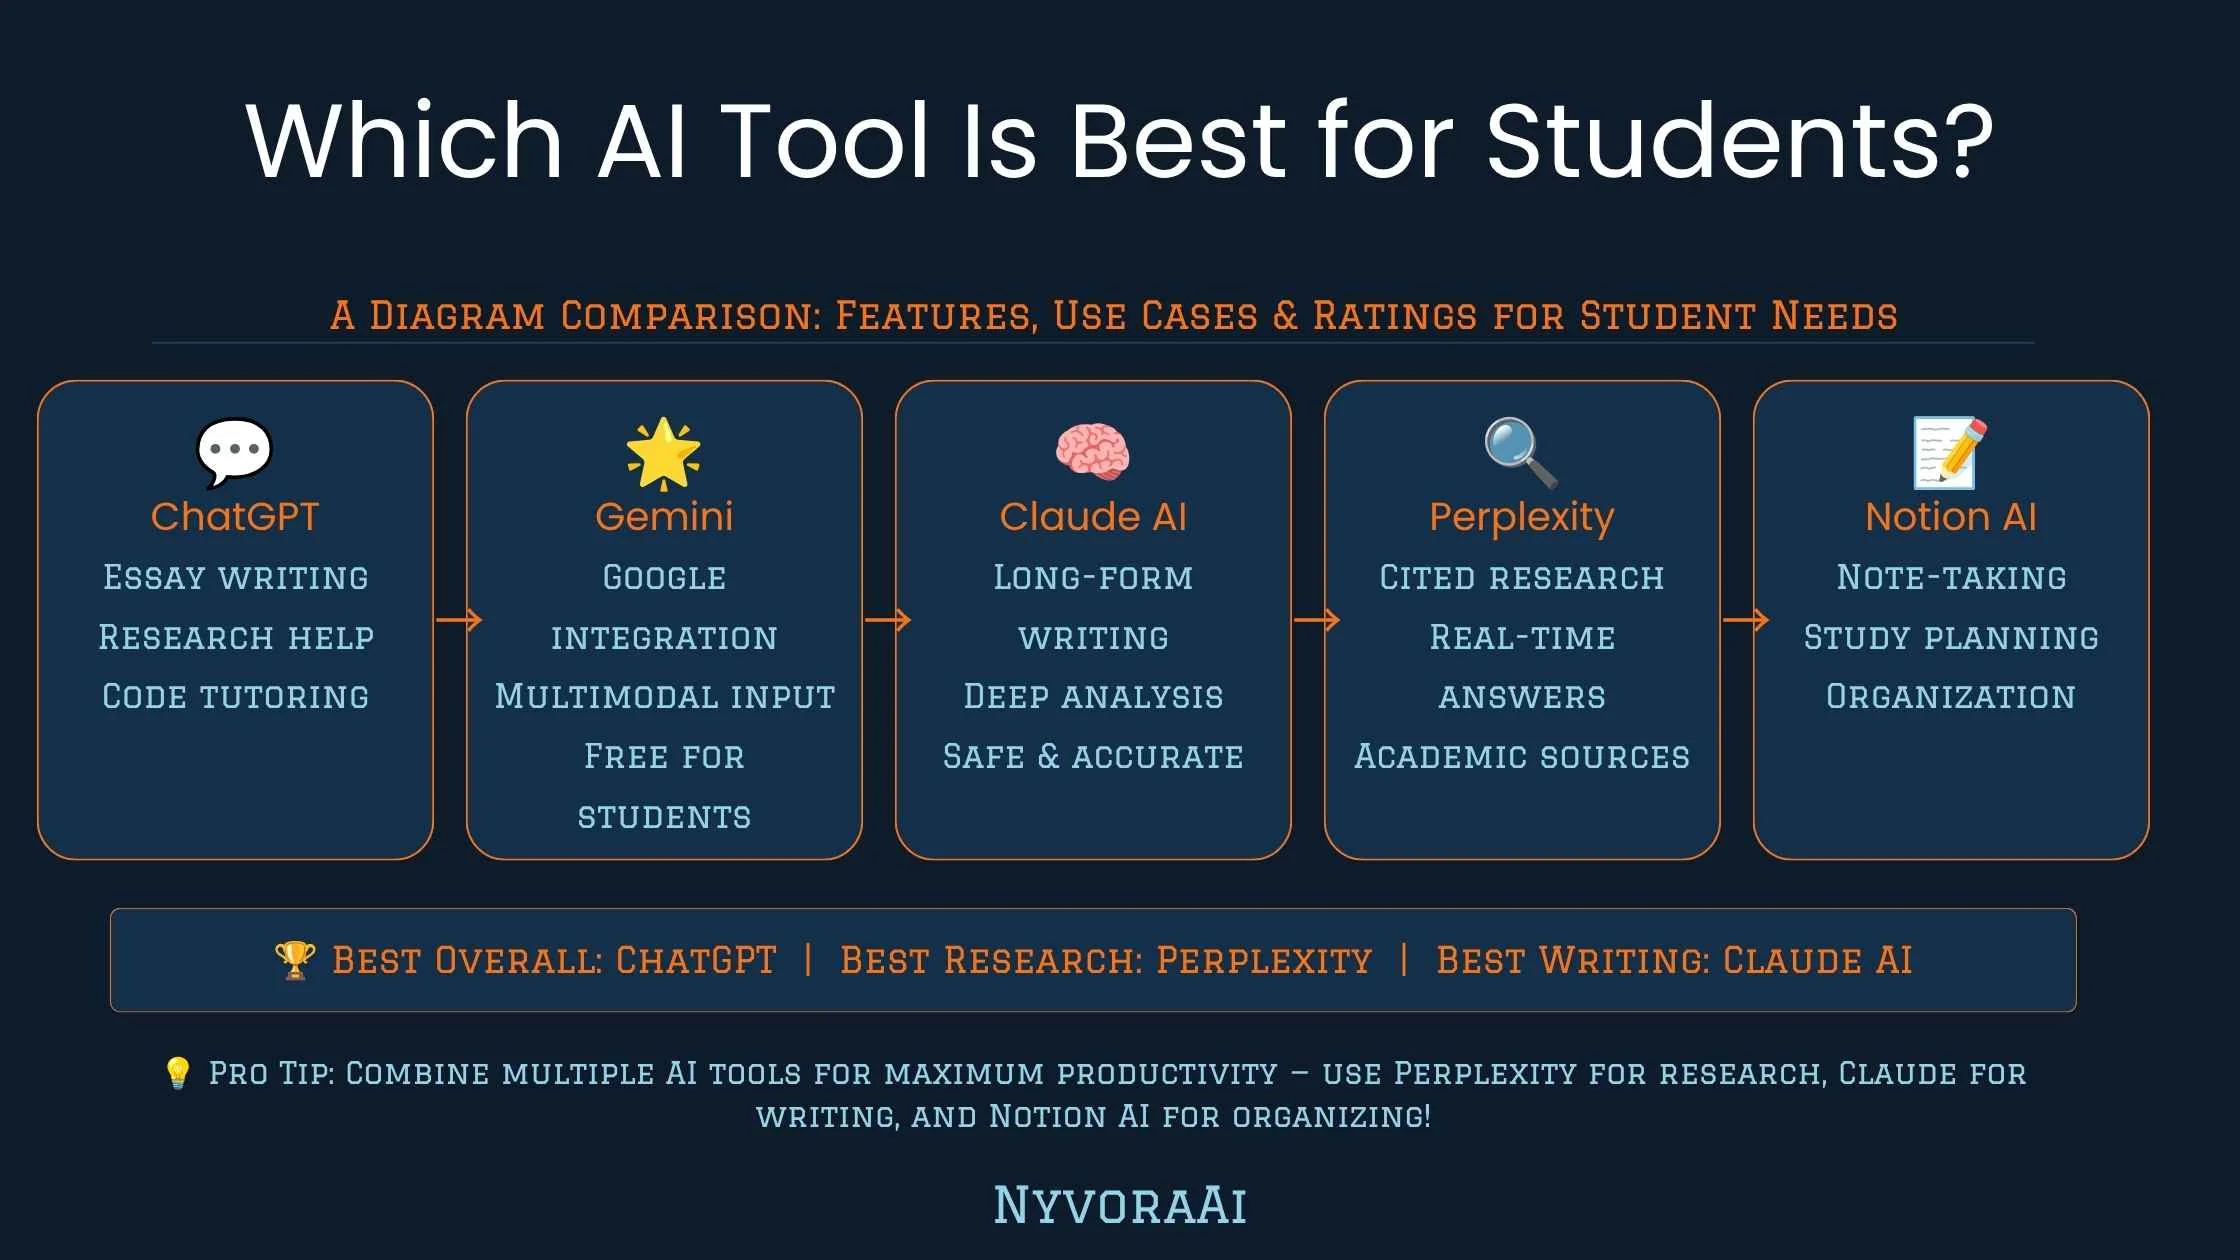 Which AI Tool Is Best for Students?
A Diagram Comparison: Features, Use Cases & Ratings for Student Needs
ChatGPT
Essay writing
Research help
Code tutoring
Gemini
Google
integration
Multimodal input
Free for
students
Claude AI
Long-form
writing
Deep analysis
Safe & accurate
Perplexity
Cited research
Real-time
answers
Academic sources
Notion AI
Note-taking
Study planning
Organization
🏆 Best Overall: ChatGPT | Best Research: Perplexity | Best Writing: Claude AI
💡 Pro Tip: Combine multiple AI tools for maximum productivity – use Perplexity for research, Claude for
writing, and Notion AI for organizing!
NyvoraAi